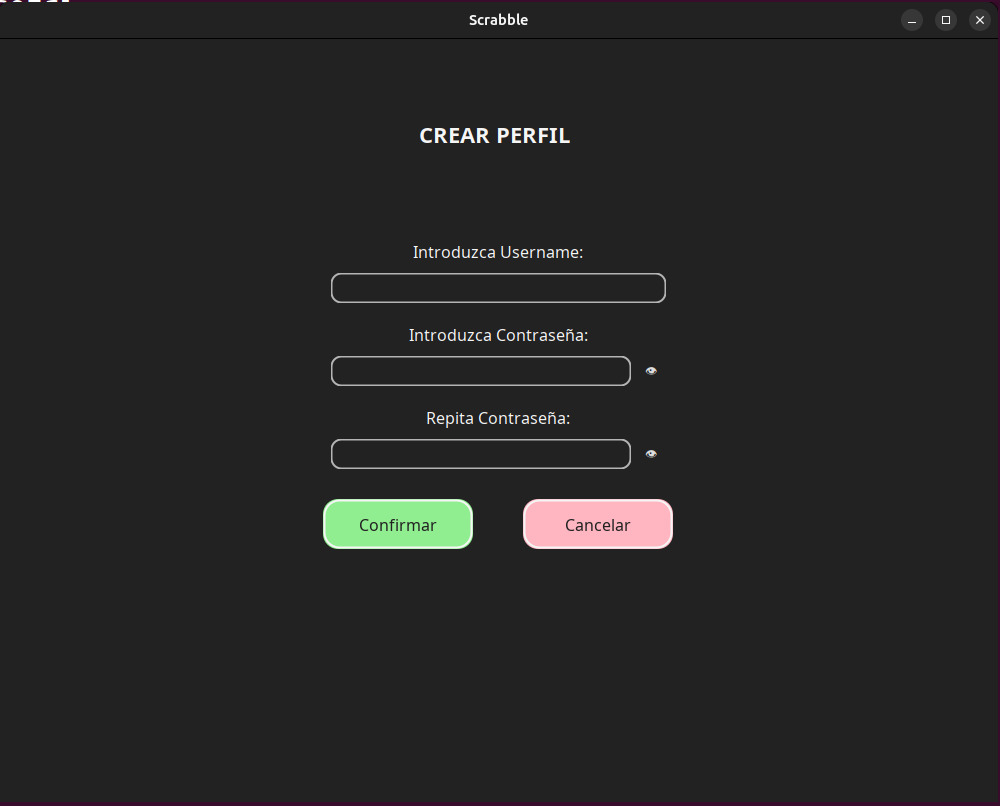 Scrabble
CREAR PERFIL
Introduzca Username:
Introduzca Contraseña:
Repita Contraseña:
Confirmar
Cancelar